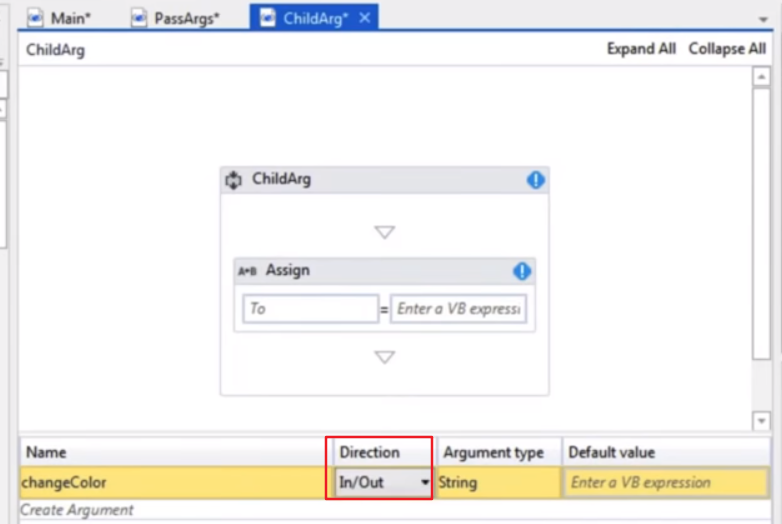 Main* PassArgs* ChildArg* ×
ChildArg Expand All Collapse All
ChildArg
A+B Assign
To = Enter a VB expressi
Name Direction Argument type Default value
changeColor In/Out String Enter a VB expression
Create Argument